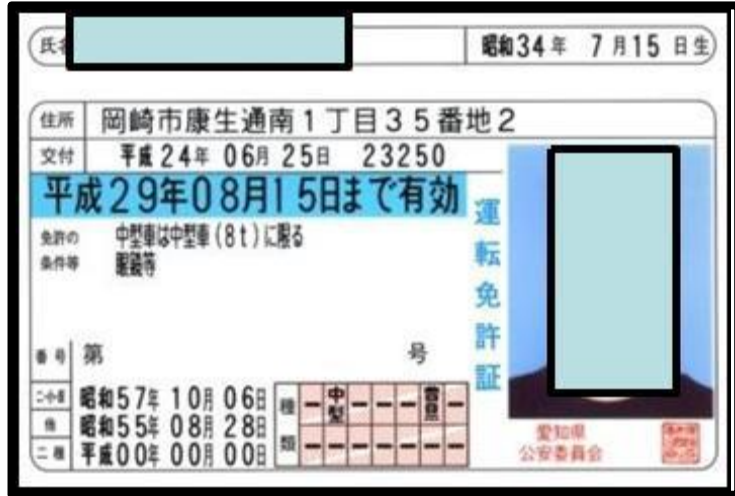 氏名 昭和34年 7月15日生
住所 岡崎市康生通南1丁目35番地2
交付 平成24年06月25日 23250
平成29年08月15日まで有効
免許の 中型車は中型車(8t)に限る
条件等 眼鏡等
運転免許証
番号 第 号
二・小・原 昭和57年10月06日
他 昭和55年08月28日
二種 平成00年00月00日
種類
中型
普自二
愛知県
公安委員会